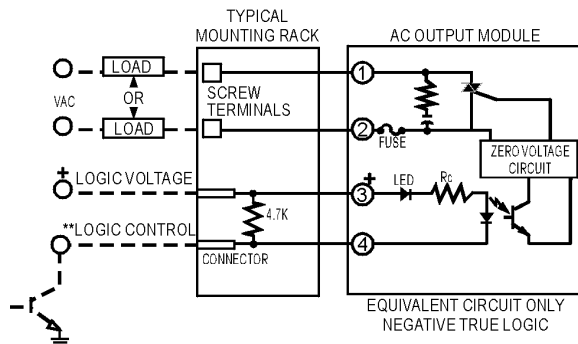 TYPICAL
MOUNTING RACK
AC OUTPUT MODULE
LOAD
OR
VAC
LOAD
SCREW
TERMINALS
1
2
FUSE
ZERO VOLTAGE
CIRCUIT
+
LOGIC VOLTAGE
4.7K
+
3
LED
Rc
**LOGIC CONTROL
CONNECTOR
4
EQUIVALENT CIRCUIT ONLY
NEGATIVE TRUE LOGIC